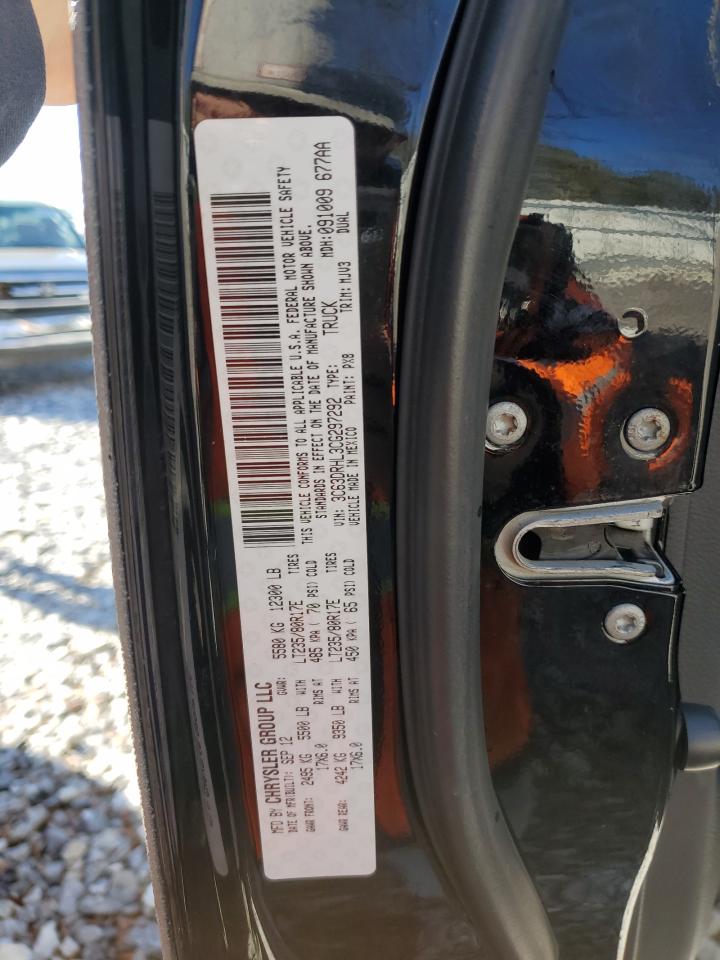 MFD BY CHRYSLER GROUP LLC
DATE OF MFR(BUILT): SEP 12 GVWR: 5580 KG 12300 LB
GAWR FRONT: 2495 KG 5500 LB WITH LT235/80R17E TIRES
17X6.0 RIMS AT 485 KPA ( 70 PSI) COLD
GAWR REAR: 4242 KG 9350 LB WITH LT235/80R17E TIRES
17X6.0 RIMS AT 450 KPA ( 65 PSI) COLD
THIS VEHICLE CONFORMS TO ALL APPLICABLE U.S.A. FEDERAL MOTOR VEHICLE SAFETY
STANDARDS IN EFFECT ON THE DATE OF MANUFACTURE SHOWN ABOVE.
VIN: 3C63DRHL3CG297292 TYPE: TRUCK MDH:091009 677AA
VEHICLE MADE IN MEXICO PAINT: PX8 TRIM: MJV3 DUAL